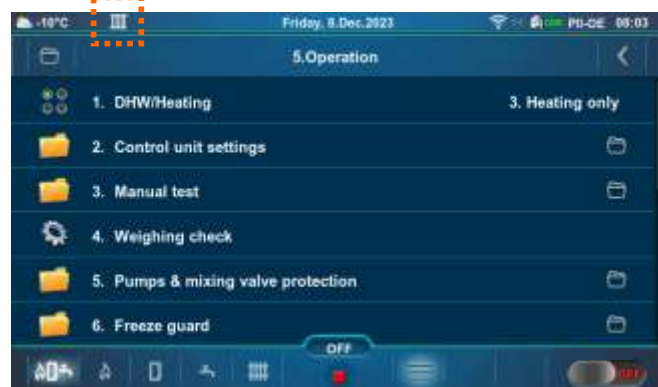 -10°C Friday, 8.Dec.2023 PU-OE 08:03
5.Operation
1. DHW/Heating 3. Heating only
2. Control unit settings
3. Manual test
4. Weighing check
5. Pumps & mixing valve protection
6. Freeze guard
OFF